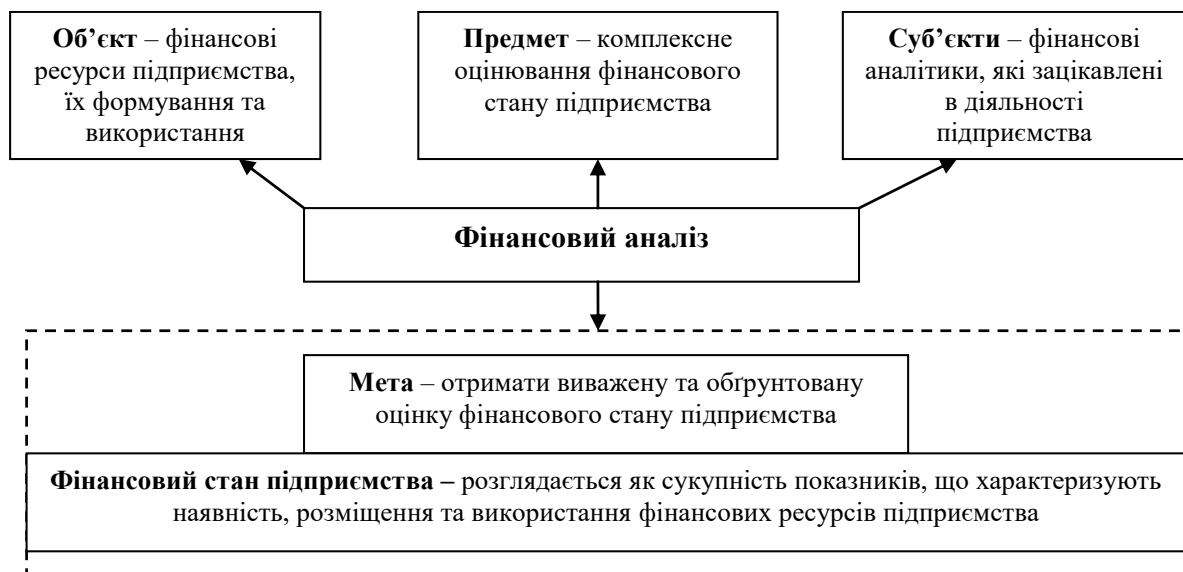 Об’єкт – фінансові
ресурси підприємства,
їх формування та
використання
Предмет – комплексне
оцінювання фінансового
стану підприємства
Суб’єкти – фінансові
аналітики, які зацікавлені
в діяльності
підприємства
Фінансовий аналіз
Мета – отримати виважену та обґрунтовану
оцінку фінансового стану підприємства
Фінансовий стан підприємства – розглядається як сукупність показників, що характеризують
наявність, розміщення та використання фінансових ресурсів підприємства